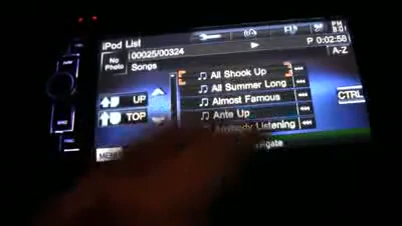 iPod List
PM
P 0:02:58
No Photo
00025/00324
A-Z
Songs
All Shook Up
All Summer Long
UP
Almost Famous
CTRL
TOP
Ante Up
Anybody Listening
MENU